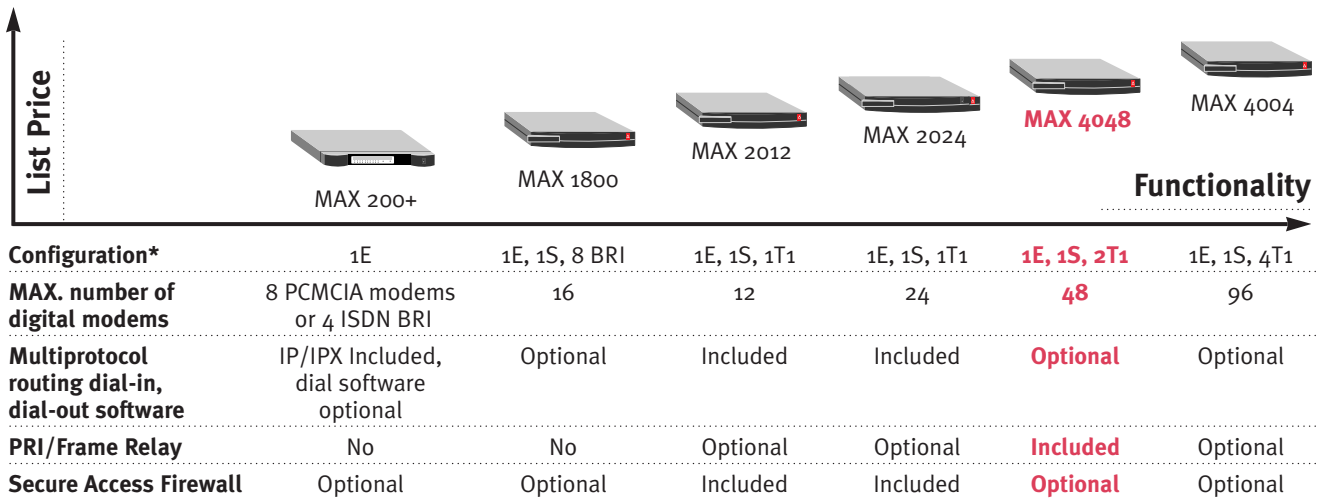 List Price
MAX 200+
MAX 1800
MAX 2012
MAX 2024
MAX 4048
MAX 4004
Functionality
Configuration* 1E 1E, 1S, 8 BRI 1E, 1S, 1T1 1E, 1S, 1T1 1E, 1S, 2T1 1E, 1S, 4T1
MAX. number of 8 PCMCIA modems 16 12 24 48 96
digital modems or 4 ISDN BRI
Multiprotocol IP/IPX Included, Optional Included Included Optional Optional
routing dial-in, dial software
dial-out software optional
PRI/Frame Relay No No Optional Optional Included Optional
Secure Access Firewall Optional Optional Included Included Optional Optional